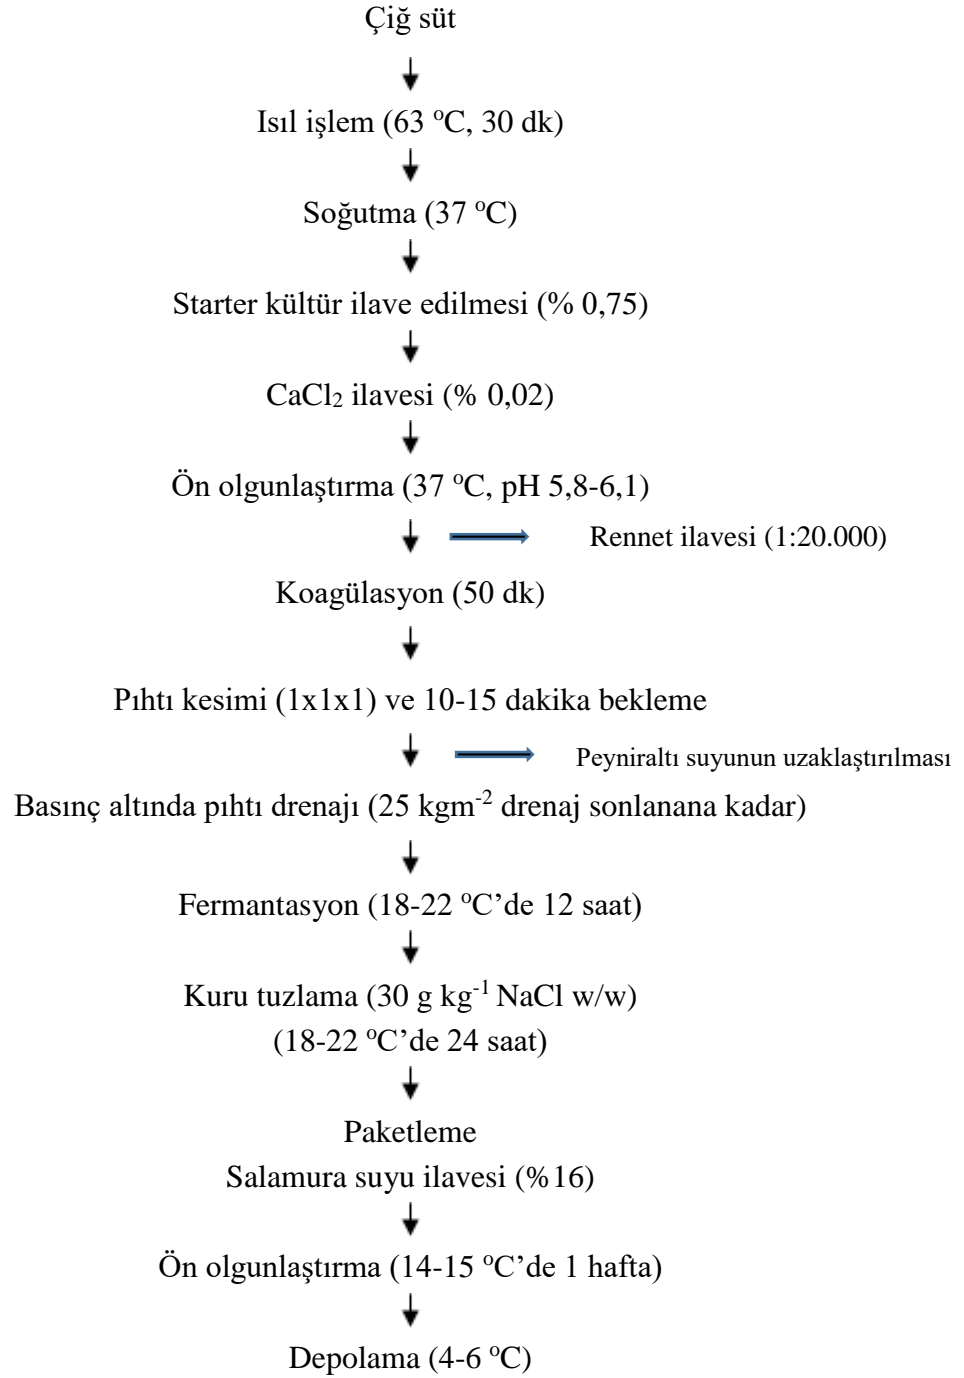 Çiğ süt
Isıl işlem (63 ºC, 30 dk)
Soğutma (37 ºC)
Starter kültür ilave edilmesi (% 0,75)
CaCl₂ ilavesi (% 0,02)
Ön olgunlaştırma (37 ºC, pH 5,8-6,1)
Rennet ilavesi (1:20.000)
Koagülasyon (50 dk)
Pıhtı kesimi (1x1x1) ve 10-15 dakika bekleme
Peyniraltı suyunun uzaklaştırılması
Basınç altında pıhtı drenajı (25 kgm⁻² drenaj sonlanana kadar)
Fermantasyon (18-22 ºC’de 12 saat)
Kuru tuzlama (30 g kg⁻¹ NaCl w/w)
(18-22 ºC’de 24 saat)
Paketleme
Salamura suyu ilavesi (%16)
Ön olgunlaştırma (14-15 ºC’de 1 hafta)
Depolama (4-6 ºC)